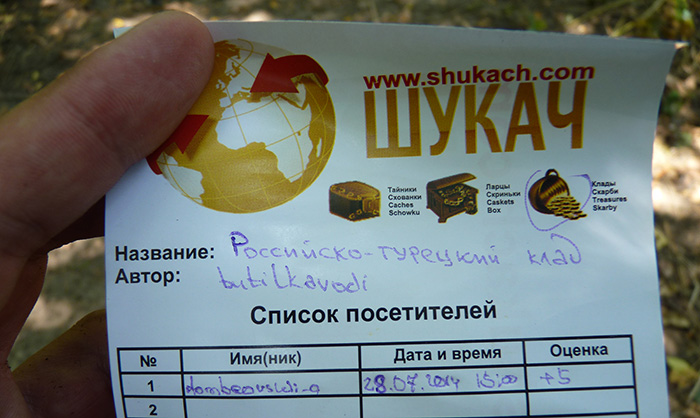 www.shukach.com
ШУКАЧ
Тайники
Схованки
Caches
Schowku
Ларцы
Скриньки
Caskets
Box
Клады
Скарби
Treasures
Skarby
Название: Российско-турецкий клад
Автор: butilkavodi
Список посетителей
№ Имя(ник) Дата и время Оценка
1 28.07.2014 15:00 +5
2